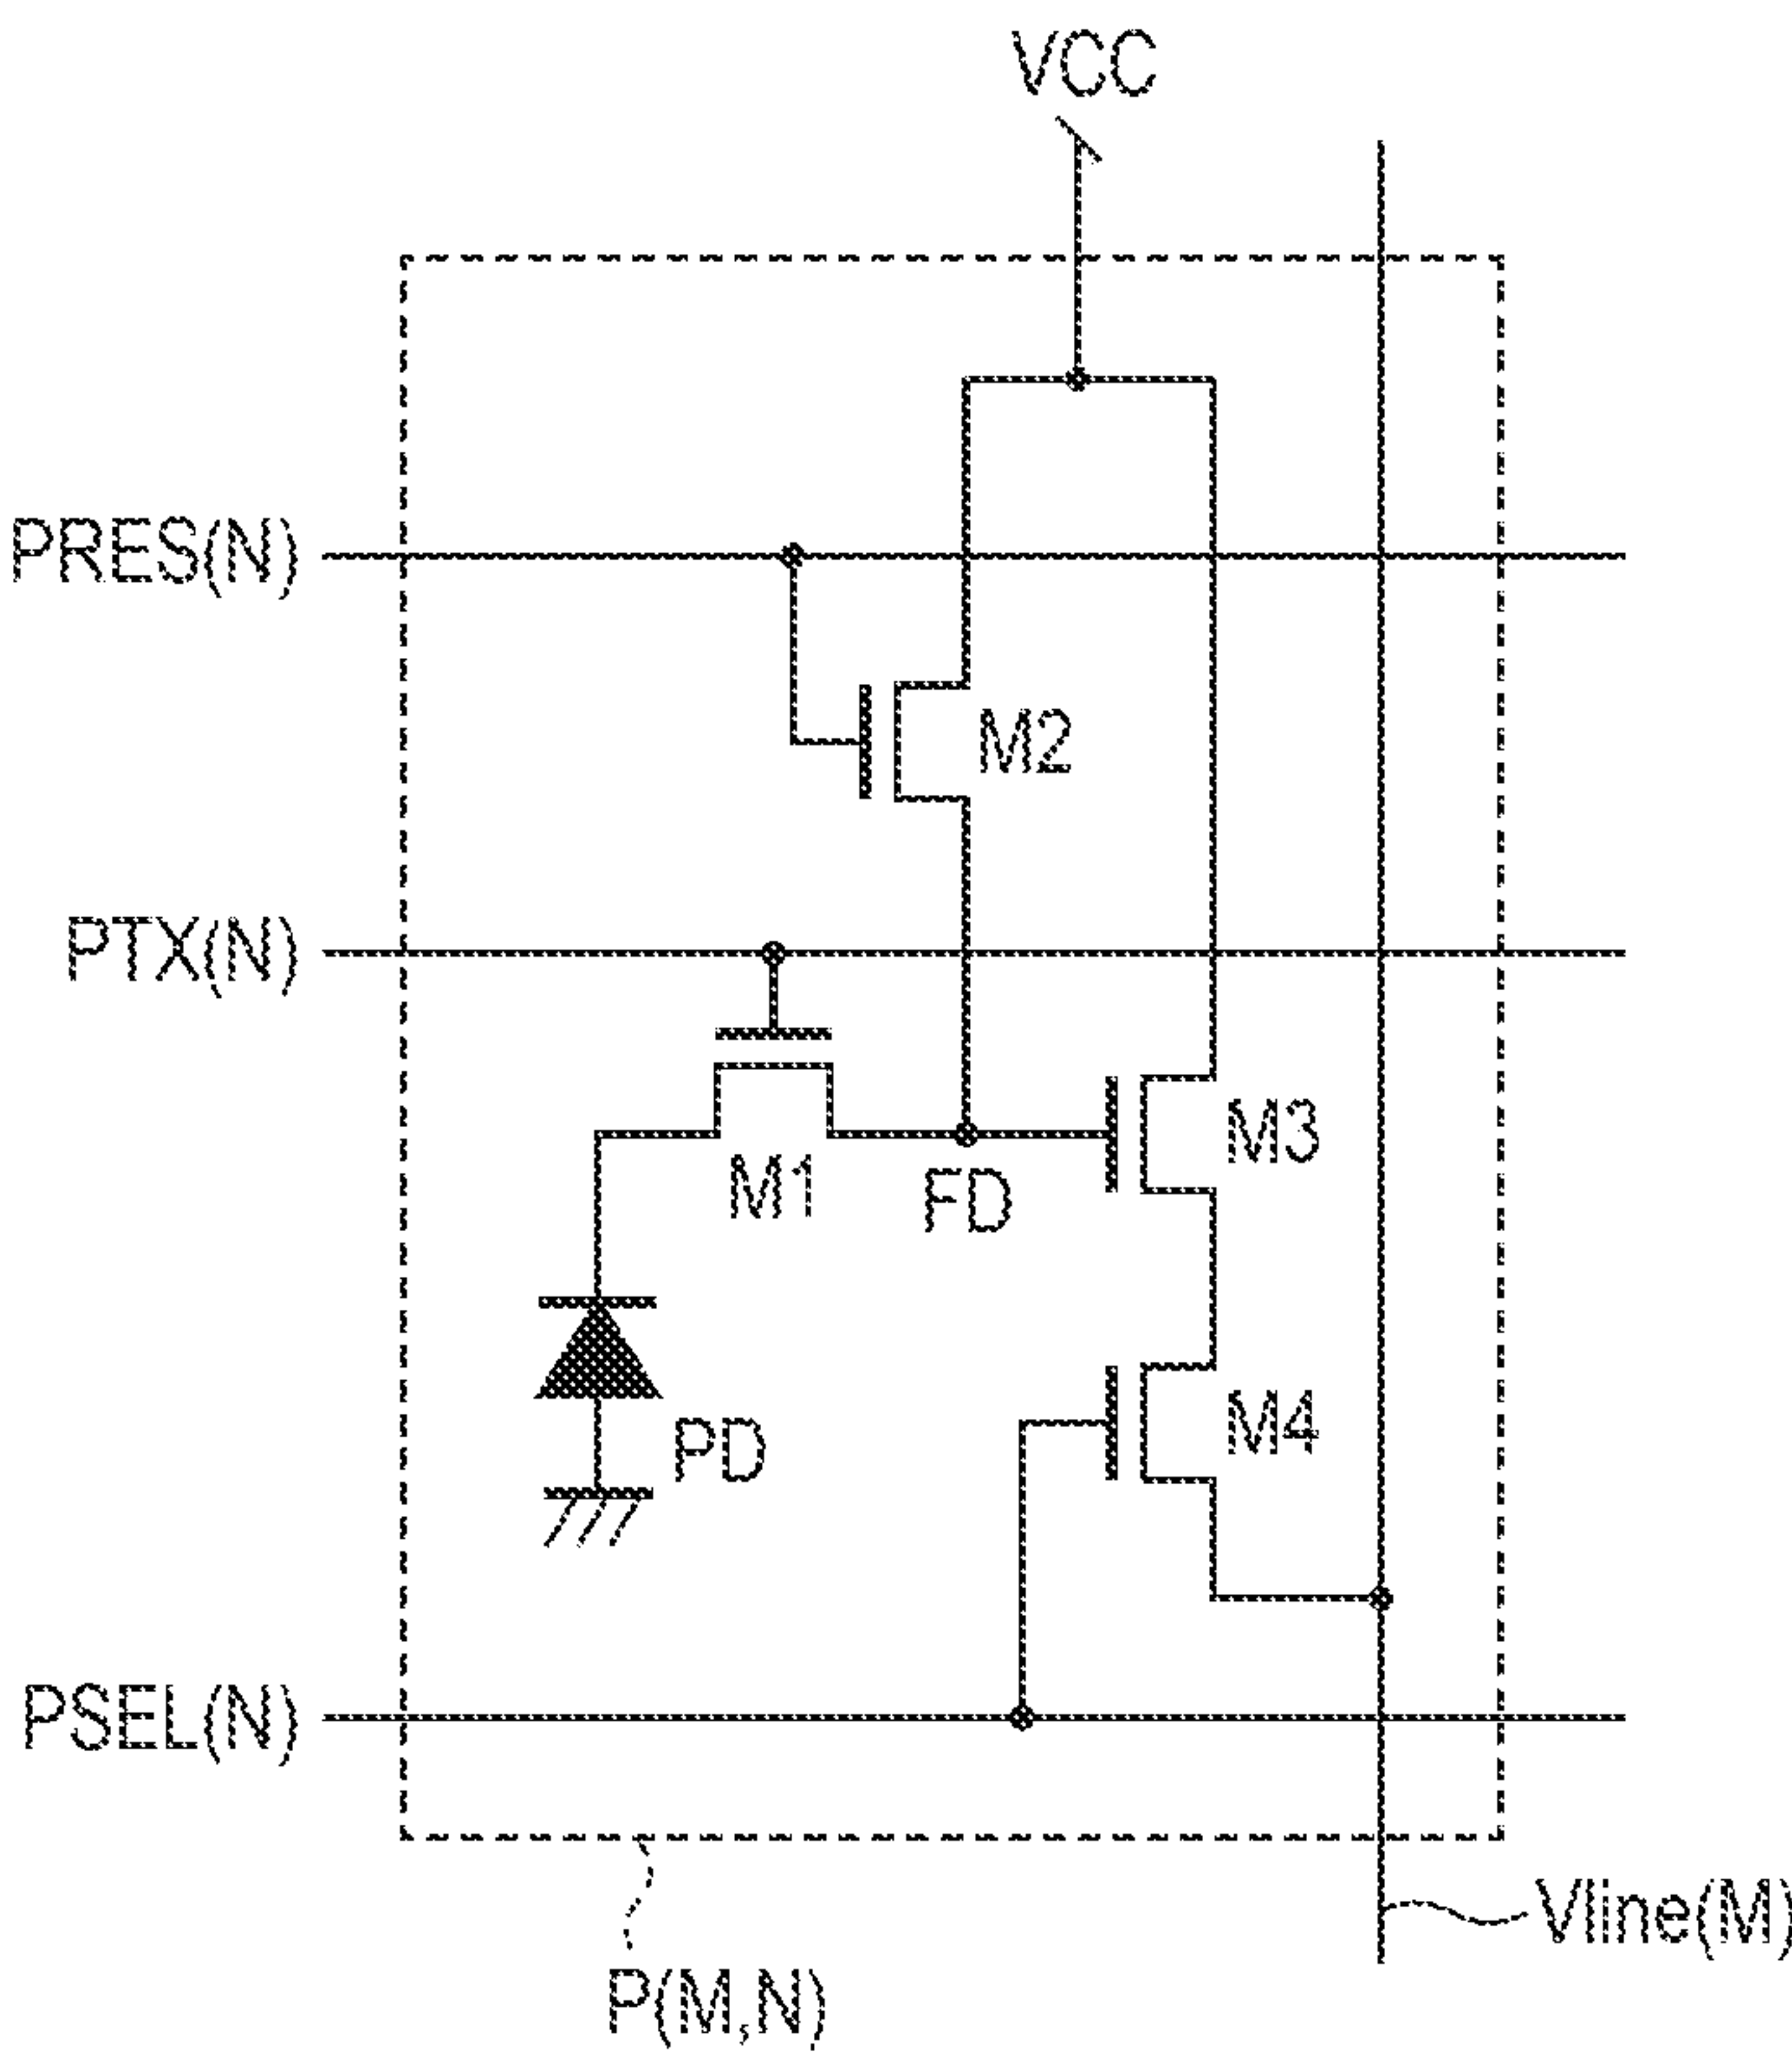 VCC
PRES(N)
M2
PTX(N)
M3
M1
FD
M4
PD
PSEL(N)
Vline(M)
P(M,N)